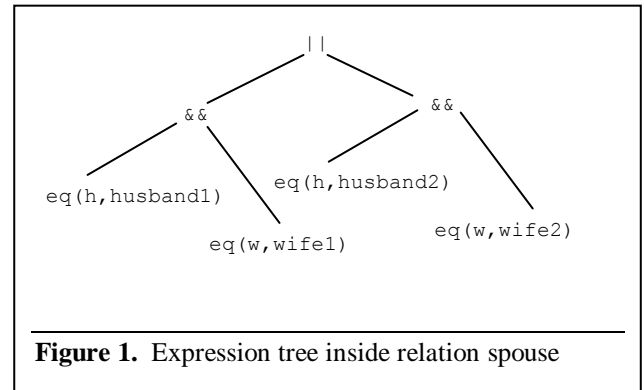 ||
&&
&&
eq(h,husband1)
eq(h,husband2)
eq(w,wife1)
eq(w,wife2)
Figure 1. Expression tree inside relation spouse